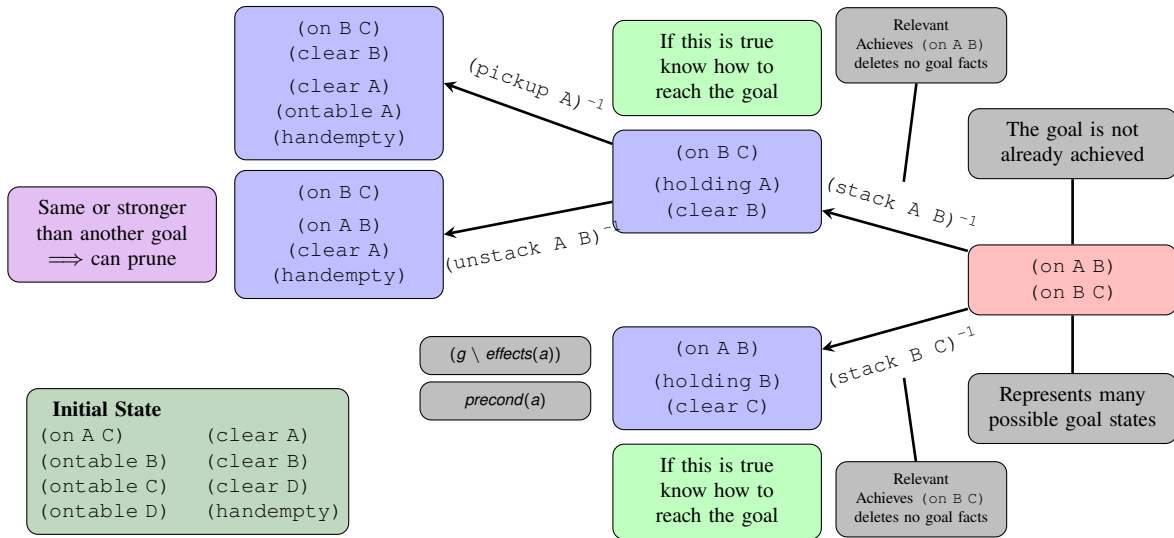 (on B C)
(clear B)
(clear A)
(ontable A)
(handempty)
(pickup A)⁻¹
If this is true
know how to
reach the goal
Relevant
Achieves (on A B)
deletes no goal facts
The goal is not
already achieved
Same or stronger
than another goal
⟹ can prune
(on B C)
(on A B)
(clear A)
(handempty)
(unstack A B)⁻¹
(on B C)
(holding A)
(clear B)
(stack A B)⁻¹
(on A B)
(on B C)
(g \ effects(a))
precond(a)
(on A B)
(holding B)
(clear C)
(stack B C)⁻¹
Represents many
possible goal states
Initial State
(on A C) (clear A)
(ontable B) (clear B)
(ontable C) (clear D)
(ontable D) (handempty)
If this is true
know how to
reach the goal
Relevant
Achieves (on B C)
deletes no goal facts